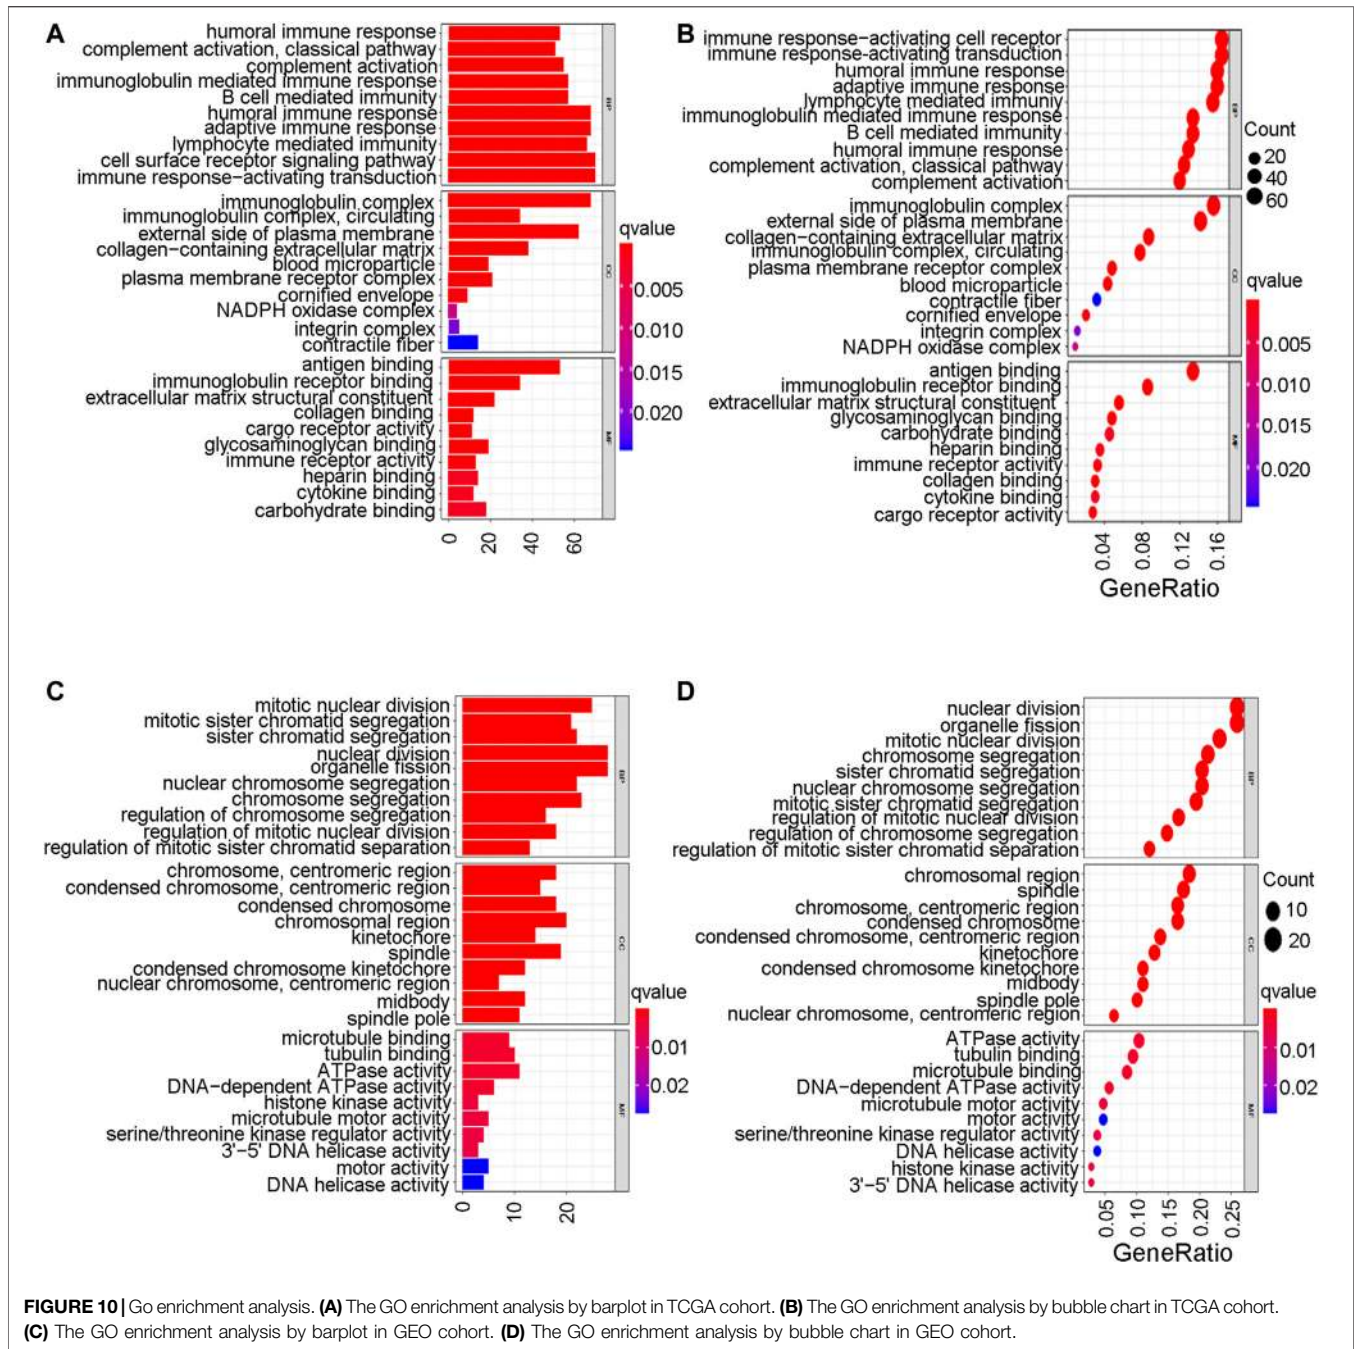 A
humoral immune response
complement activation, classical pathway
complement activation
immunoglobulin mediated immune response
B cell mediated immunity
humoral immune response
adaptive immune response
lymphocyte mediated immunity
cell surface receptor signaling pathway
immune response−activating transduction
BP
immunoglobulin complex
immunoglobulin complex, circulating
external side of plasma membrane
collagen−containing extracellular matrix
blood microparticle
plasma membrane receptor complex
cornified envelope
NADPH oxidase complex
integrin complex
contractile fiber
CC
antigen binding
immunoglobulin receptor binding
extracellular matrix structural constituent
collagen binding
cargo receptor activity
glycosaminoglycan binding
immune receptor activity
heparin binding
cytokine binding
carbohydrate binding
MF
0 20 40 60
qvalue
0.005
0.010
0.015
0.020
B
immune response−activating cell receptor
immune response-activating transduction
humoral immune response
adaptive immune response
lymphocyte mediated immuniy
immunoglobulin mediated immune response
B cell mediated immunity
humoral immune response
complement activation, classical pathway
complement activation
BP
immunoglobulin complex
external side of plasma membrane
collagen−containing extracellular matrix
immunoglobulin complex, circulating
plasma membrane receptor complex
blood microparticle
contractile fiber
cornified envelope
integrin complex
NADPH oxidase complex
CC
antigen binding
immunoglobulin receptor binding
extracellular matrix structural constituent
glycosaminoglycan binding
carbohydrate binding
heparin binding
immune receptor activity
collagen binding
cytokine binding
cargo receptor activity
MF
0.04 0.08 0.12 0.16
GeneRatio
Count
20
40
60
qvalue
0.005
0.010
0.015
0.020
C
mitotic nuclear division
mitotic sister chromatid segregation
sister chromatid segregation
nuclear division
organelle fission
nuclear chromosome segregation
chromosome segregation
regulation of chromosome segregation
regulation of mitotic nuclear division
regulation of mitotic sister chromatid separation
BP
chromosome, centromeric region
condensed chromosome, centromeric region
condensed chromosome
chromosomal region
kinetochore
spindle
condensed chromosome kinetochore
nuclear chromosome, centromeric region
midbody
spindle pole
CC
microtubule binding
tubulin binding
ATPase activity
DNA−dependent ATPase activity
histone kinase activity
microtubule motor activity
serine/threonine kinase regulator activity
3'−5' DNA helicase activity
motor activity
DNA helicase activity
MF
0 10 20
qvalue
0.01
0.02
D
nuclear division
organelle fission
mitotic nuclear division
chromosome segregation
sister chromatid segregation
nuclear chromosome segregation
mitotic sister chromatid segregation
regulation of mitotic nuclear division
regulation of chromosome segregation
regulation of mitotic sister chromatid separation
BP
chromosomal region
spindle
chromosome, centromeric region
condensed chromosome
condensed chromosome, centromeric region
kinetochore
condensed chromosome kinetochore
midbody
spindle pole
nuclear chromosome, centromeric region
CC
ATPase activity
tubulin binding
microtubule binding
DNA−dependent ATPase activity
microtubule motor activity
motor activity
serine/threonine kinase regulator activity
DNA helicase activity
histone kinase activity
3'−5' DNA helicase activity
MF
0.05 0.10 0.15 0.20 0.25
GeneRatio
Count
10
20
qvalue
0.01
0.02
FIGURE 10 | Go enrichment analysis. (A) The GO enrichment analysis by barplot in TCGA cohort. (B) The GO enrichment analysis by bubble chart in TCGA cohort.
(C) The GO enrichment analysis by barplot in GEO cohort. (D) The GO enrichment analysis by bubble chart in GEO cohort.